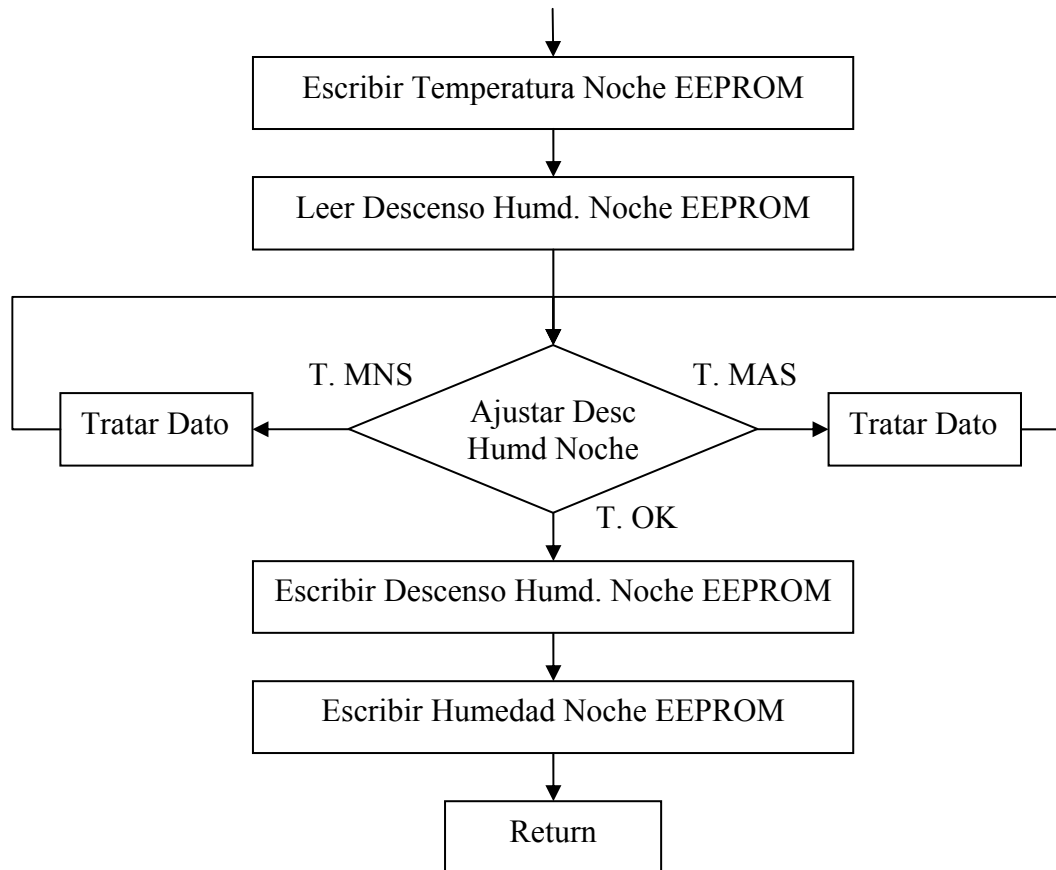 Escribir Temperatura Noche EEPROM
Leer Descenso Humd. Noche EEPROM
T. MNS
T. MAS
Tratar Dato
Ajustar Desc
Humd Noche
Tratar Dato
T. OK
Escribir Descenso Humd. Noche EEPROM
Escribir Humedad Noche EEPROM
Return